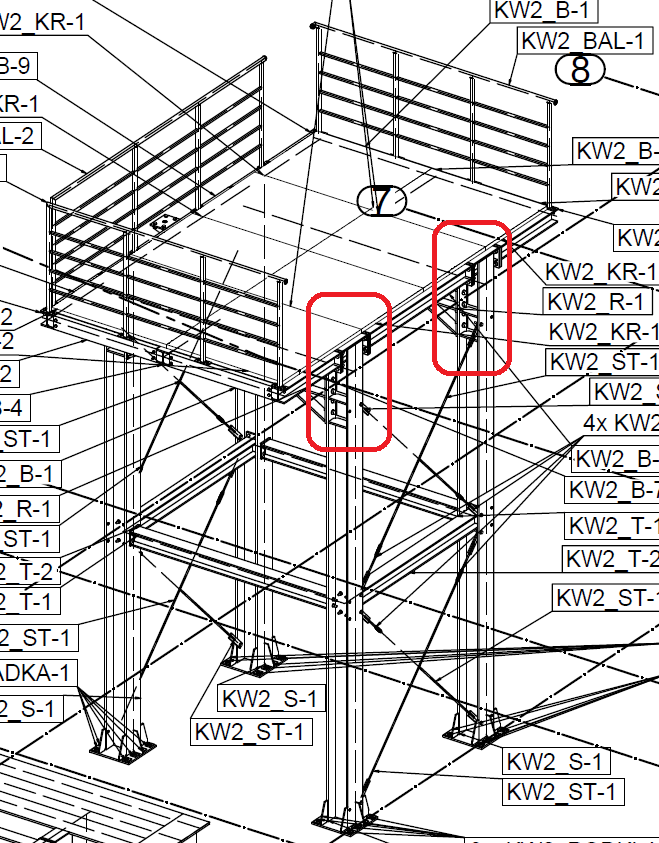 KW2_B-1
W2_KR-1
KW2_BAL-1
8
B-9
KR-1
AL-2
KW2_B-
KW2
7
KW2
KW2_KR-1
KW2_R-1
2
KW2_KR-1
-2
KW2_ST-1
2
KW2_S
B-4
4x KW2
_ST-1
KW2_B-
2_B-1
KW2_B-7
2_R-1
KW2_T-1
_ST-1
KW2_T-2
2_T-2
2_T-1
KW2_ST-1
2_ST-1
ADKA-1
KW2_S-1
2_S-1
KW2_ST-1
KW2_S-1
KW2_ST-1